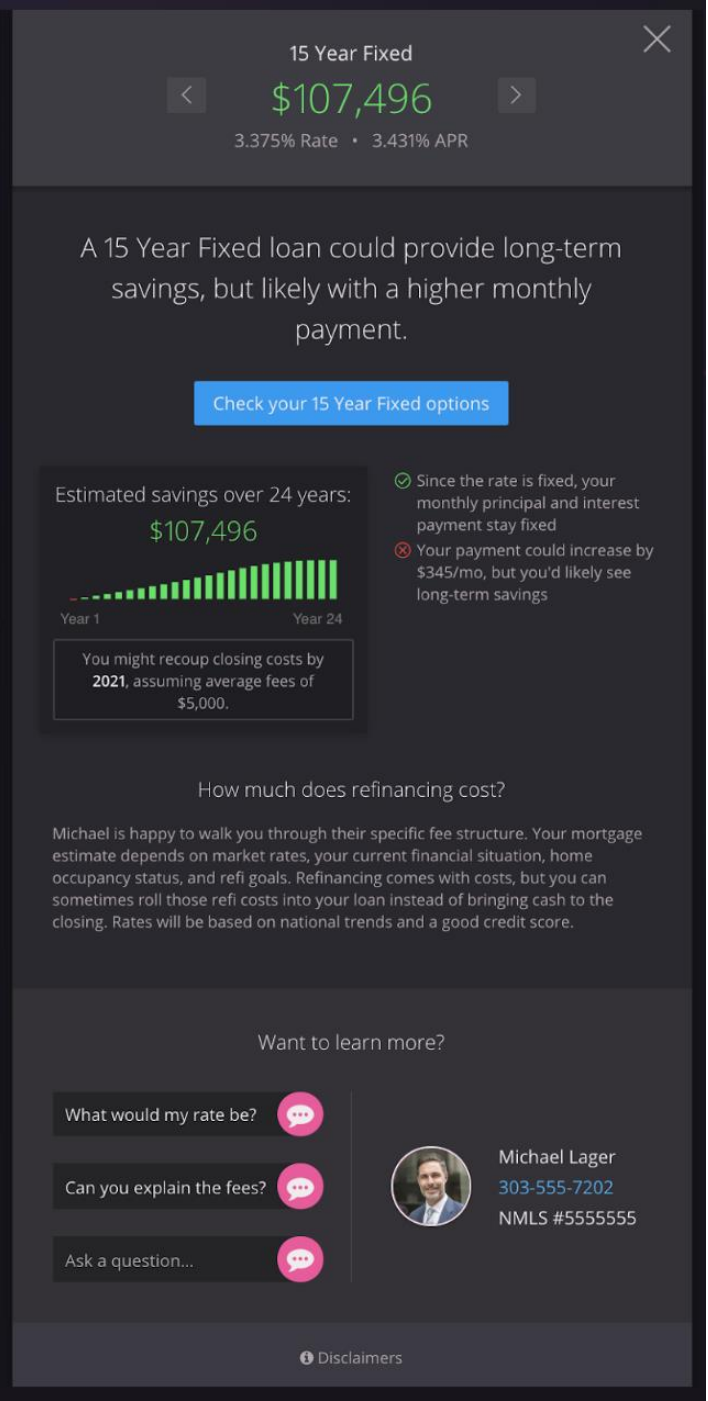 15 Year Fixed
$107,496
3.375% Rate • 3.431% APR
A 15 Year Fixed loan could provide long-term
savings, but likely with a higher monthly
payment.
Check your 15 Year Fixed options
Estimated savings over 24 years:
$107,496
Year 1
Year 24
You might recoup closing costs by
2021, assuming average fees of
$5,000.
Since the rate is fixed, your
monthly principal and interest
payment stay fixed
Your payment could increase by
$345/mo, but you'd likely see
long-term savings
How much does refinancing cost?
Michael is happy to walk you through their specific fee structure. Your mortgage
estimate depends on market rates, your current financial situation, home
occupancy status, and refi goals. Refinancing comes with costs, but you can
sometimes roll those refi costs into your loan instead of bringing cash to the
closing. Rates will be based on national trends and a good credit score.
Want to learn more?
What would my rate be?
Can you explain the fees?
Ask a question...
Michael Lager
303-555-7202
NMLS #5555555
Disclaimers